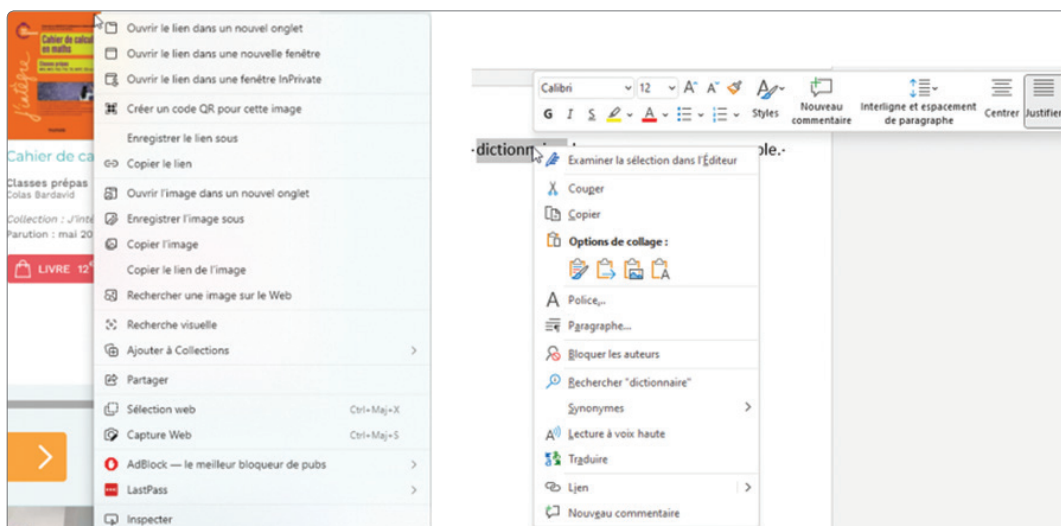 Cahier de calcul
en maths
J'intègre
Ouvrir le lien dans un nouvel onglet
Ouvrir le lien dans une nouvelle fenêtre
Ouvrir le lien dans une fenêtre InPrivate
Créer un code QR pour cette image
Enregistrer le lien sous
Copier le lien
Ouvrir l'image dans un nouvel onglet
Enregistrer l'image sous
Copier l'image
Copier le lien de l'image
Rechercher une image sur le Web
Recherche visuelle
Ajouter à Collections
Partager
Sélection web Ctrl+Maj+X
Capture Web Ctrl+Maj+S
AdBlock — le meilleur bloqueur de pubs
LastPass
Inspecter
Cahier de ca
Classes prépas
Colas Bardavid
Collection : J'inté
Parution : mai 20
LIVRE 12€
Calibri 12 A A
G I S A Styles
Nouveau
commentaire
Interligne et espacement
de paragraphe
Centrer
Justifier
dictionn
ple.
Examiner la sélection dans l'Éditeur
Couger
Copier
Options de collage :
Police,..
Paragraphe...
Bloquer les auteurs
Rechercher "dictionnaire"
Synonymes
Lecture à voix haute
Traduire
Lien
Nouveau commentaire